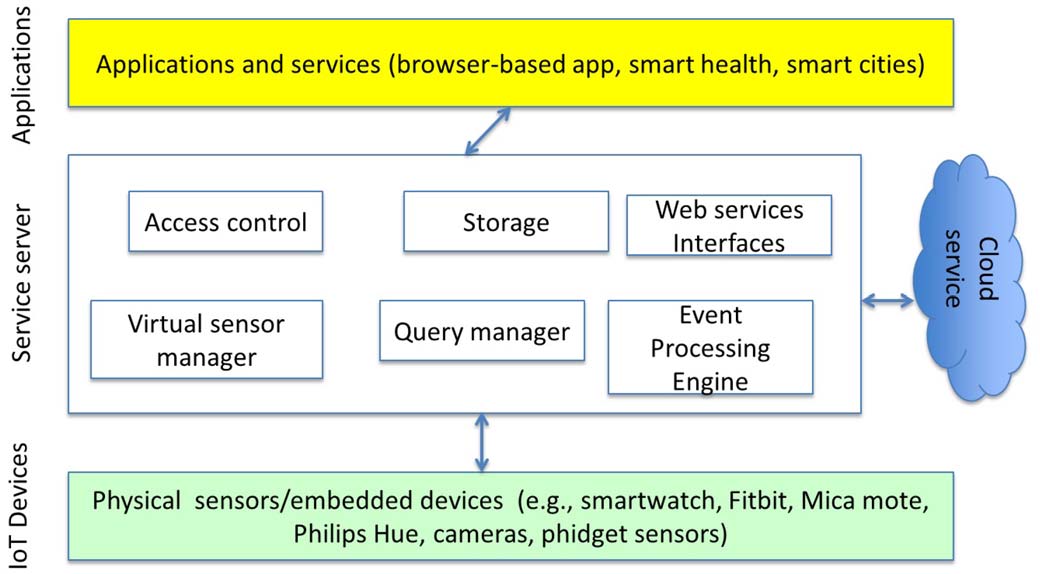 Applications
Applications and services (browser-based app, smart health, smart cities)
Service server
Access control
Storage
Web services
Interfaces
Virtual sensor
manager
Query manager
Event
Processing
Engine
Cloud
service
IoT Devices
Physical sensors/embedded devices (e.g., smartwatch, Fitbit, Mica mote,
Philips Hue, cameras, phidget sensors)